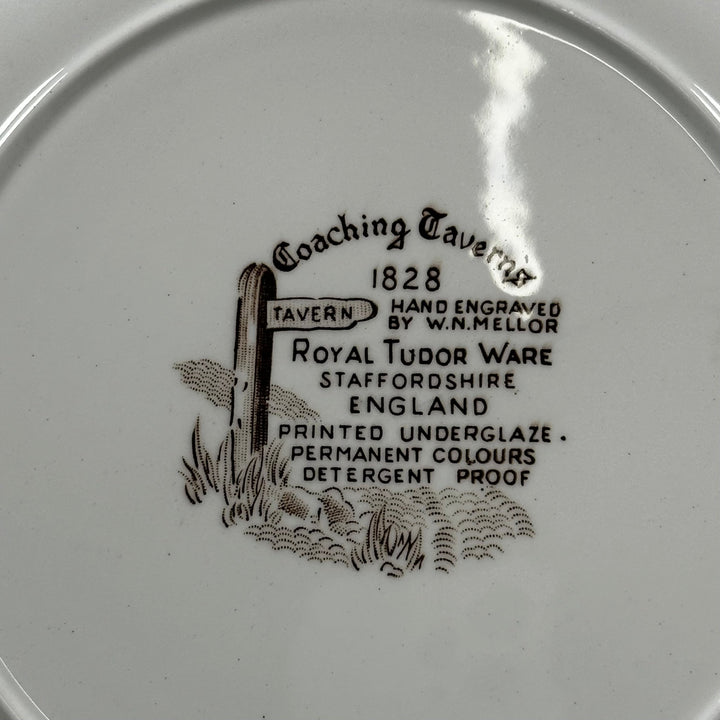 Coaching Taverns
1828
TAVERN
HAND ENGRAVED
BY W.N.MELLOR
ROYAL TUDOR WARE
STAFFORDSHIRE
ENGLAND
PRINTED UNDERGLAZE.
PERMANENT COLOURS
DETERGENT PROOF